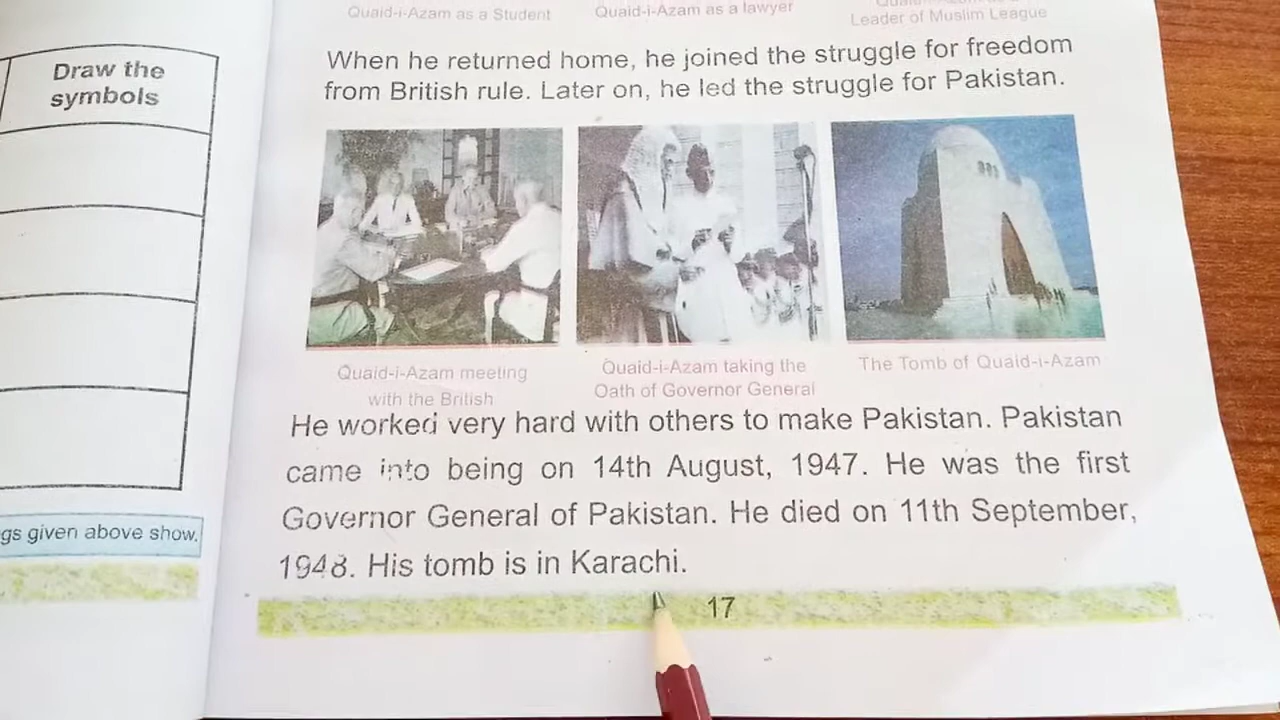 Draw the
symbols
gs given above show.
Quaid-i-Azam as a Student
Quaid-i-Azam as a lawyer
Leader of Muslim League
When he returned home, he joined the struggle for freedom
from British rule. Later on, he led the struggle for Pakistan.
Quaid-i-Azam meeting
with the British
Quaid-i-Azam taking the
Oath of Governor General
The Tomb of Quaid-i-Azam
He worked very hard with others to make Pakistan. Pakistan
came into being on 14th August, 1947. He was the first
Governor General of Pakistan. He died on 11th September,
1948. His tomb is in Karachi.
17